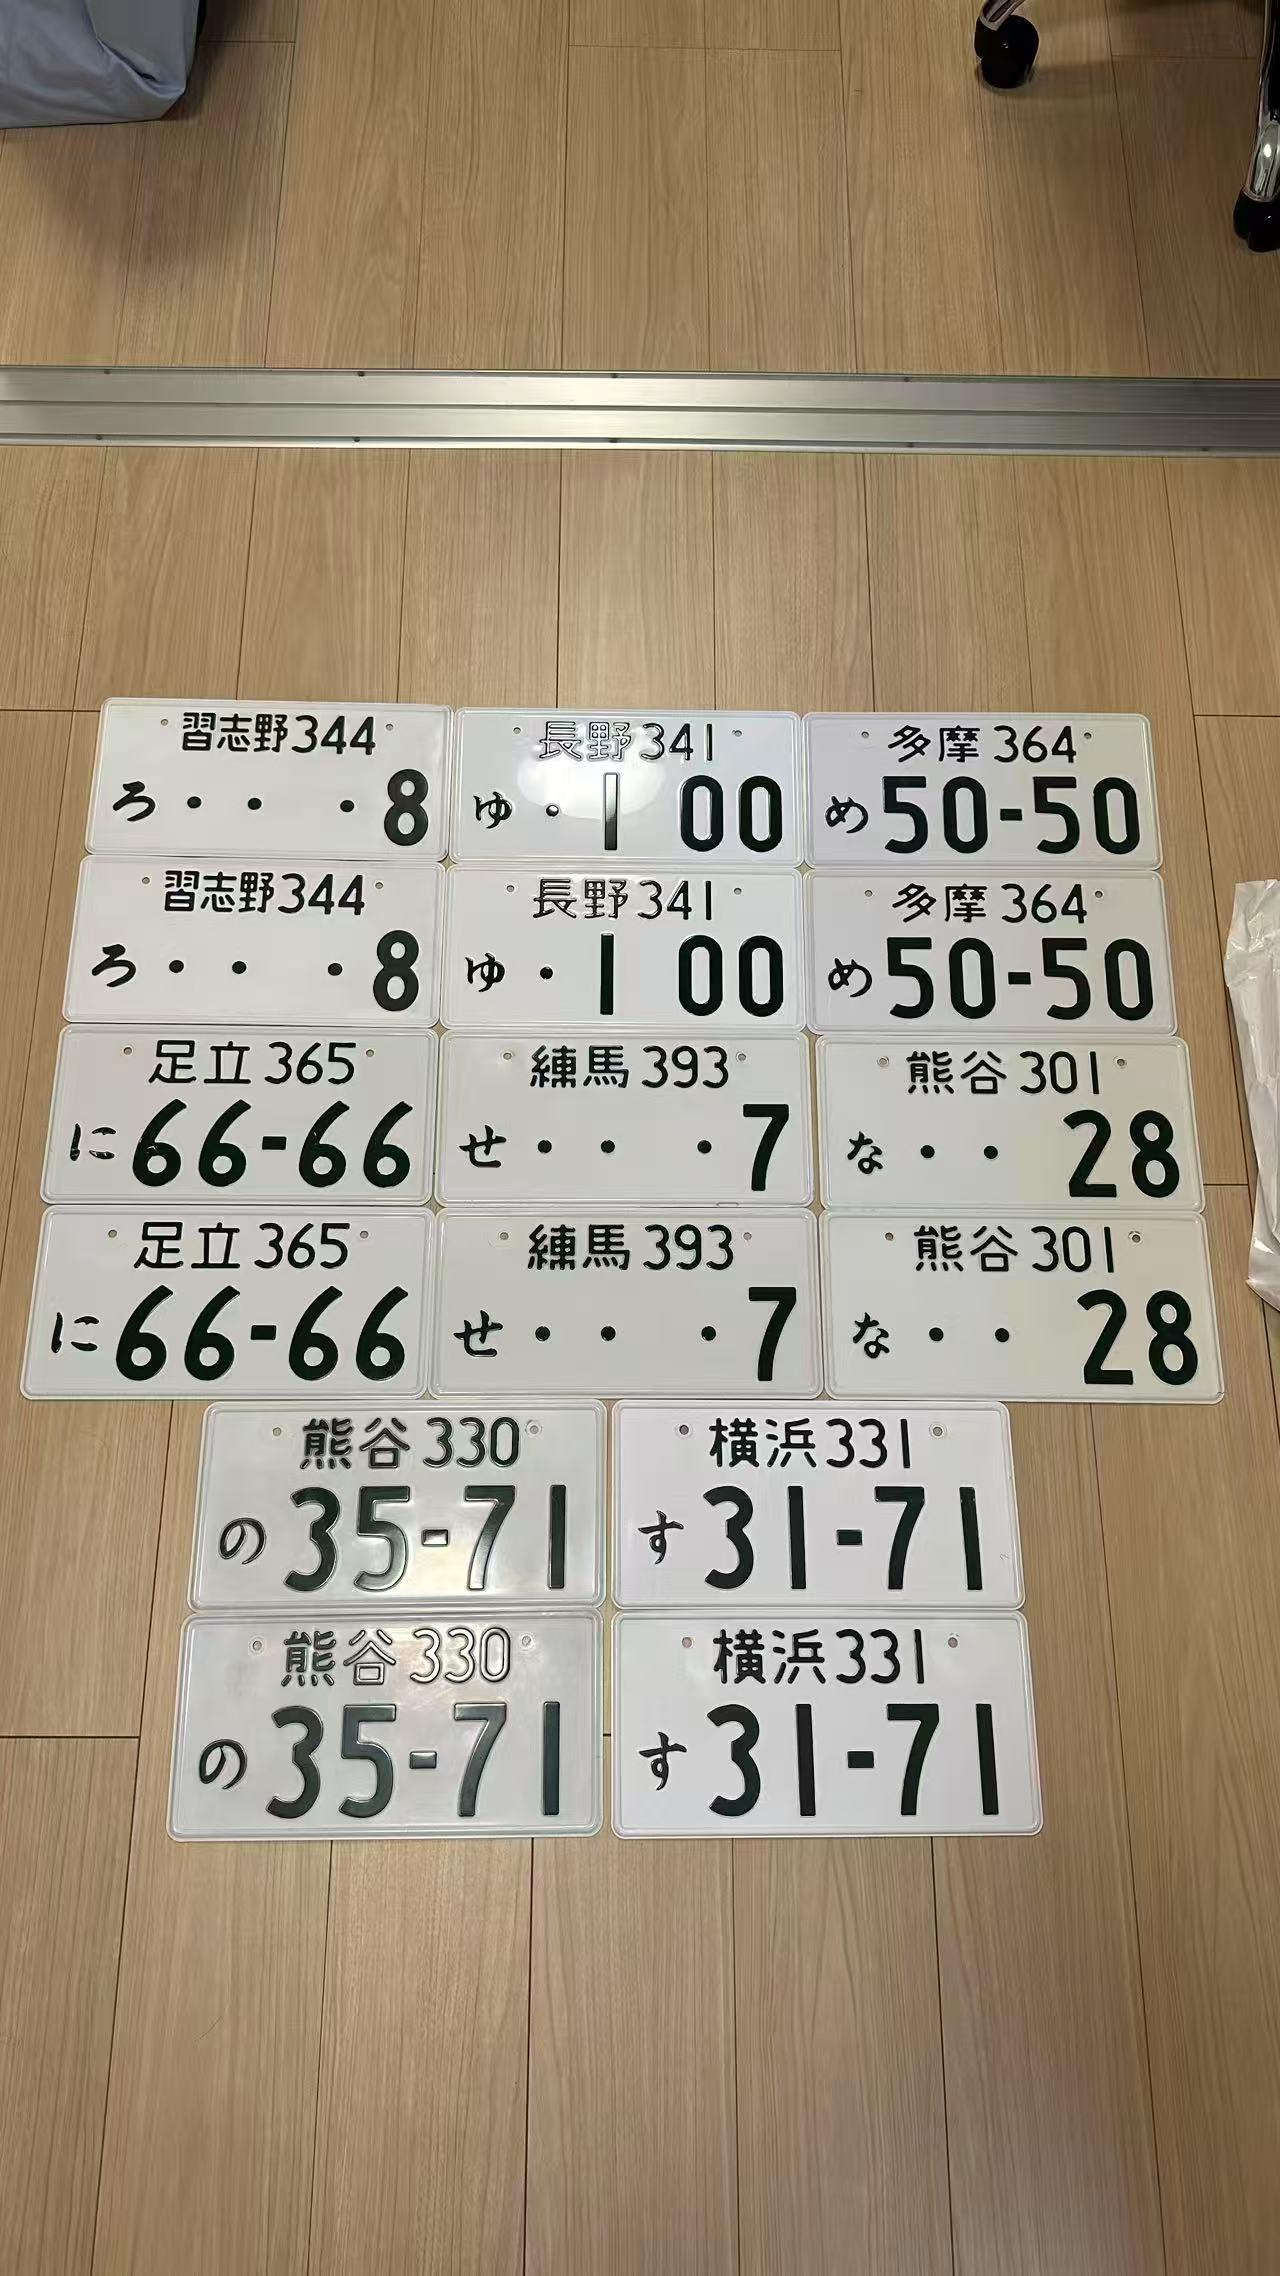 習志野344
ろ・・ ・8
長野341
ゆ・1 00
多摩364
め50-50
習志野344
ろ・・ ・8
長野341
ゆ・1 00
多摩364
め50-50
足立365
に66-66
練馬393
せ・・ ・7
熊谷301
な・・ 28
足立365
に66-66
練馬393
せ・・ ・7
熊谷301
な・・ 28
熊谷330
の35-71
横浜331
す31-71
熊谷330
の35-71
横浜331
す31-71